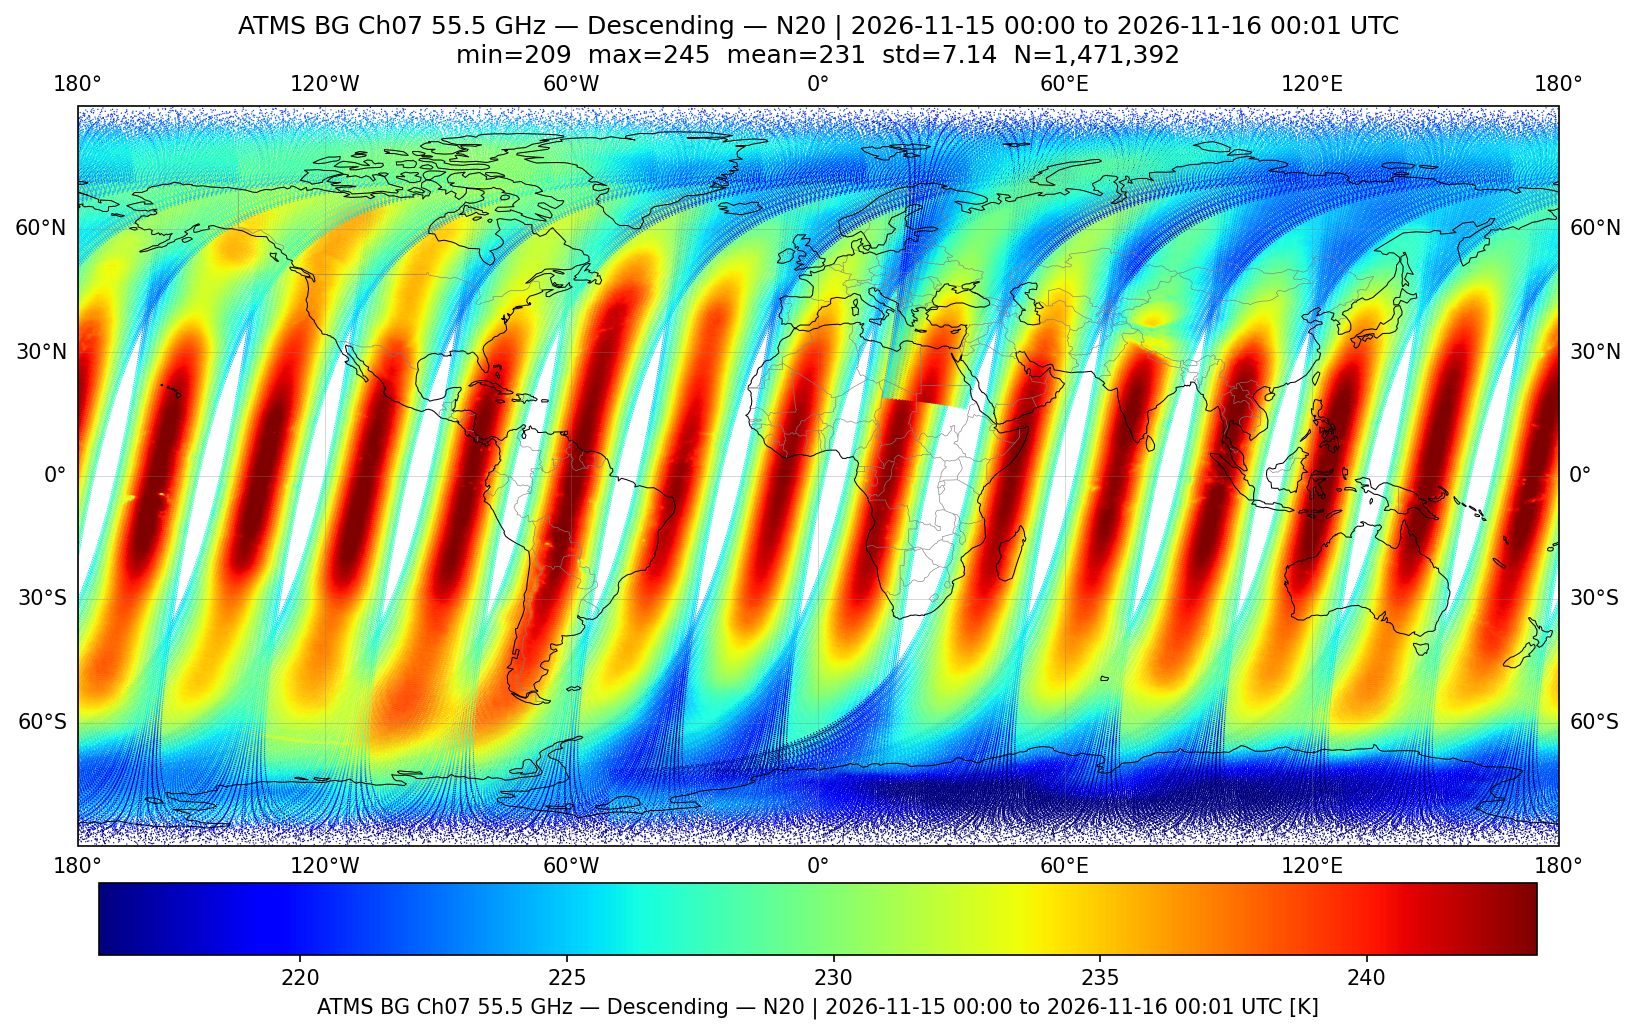 ATMS BG Ch07 55.5 GHz — Descending — N20 | 2026-11-15 00:00 to 2026-11-16 00:01 UTC
min=209 max=245 mean=231 std=7.14 N=1,471,392
180° 120°W 60°W 0° 60°E 120°E 180°
60°N 60°N
30°N 30°N
0° 0°
30°S 30°S
60°S 60°S
180° 120°W 60°W 0° 60°E 120°E 180°
220 225 230 235 240
ATMS BG Ch07 55.5 GHz — Descending — N20 | 2026-11-15 00:00 to 2026-11-16 00:01 UTC [K]